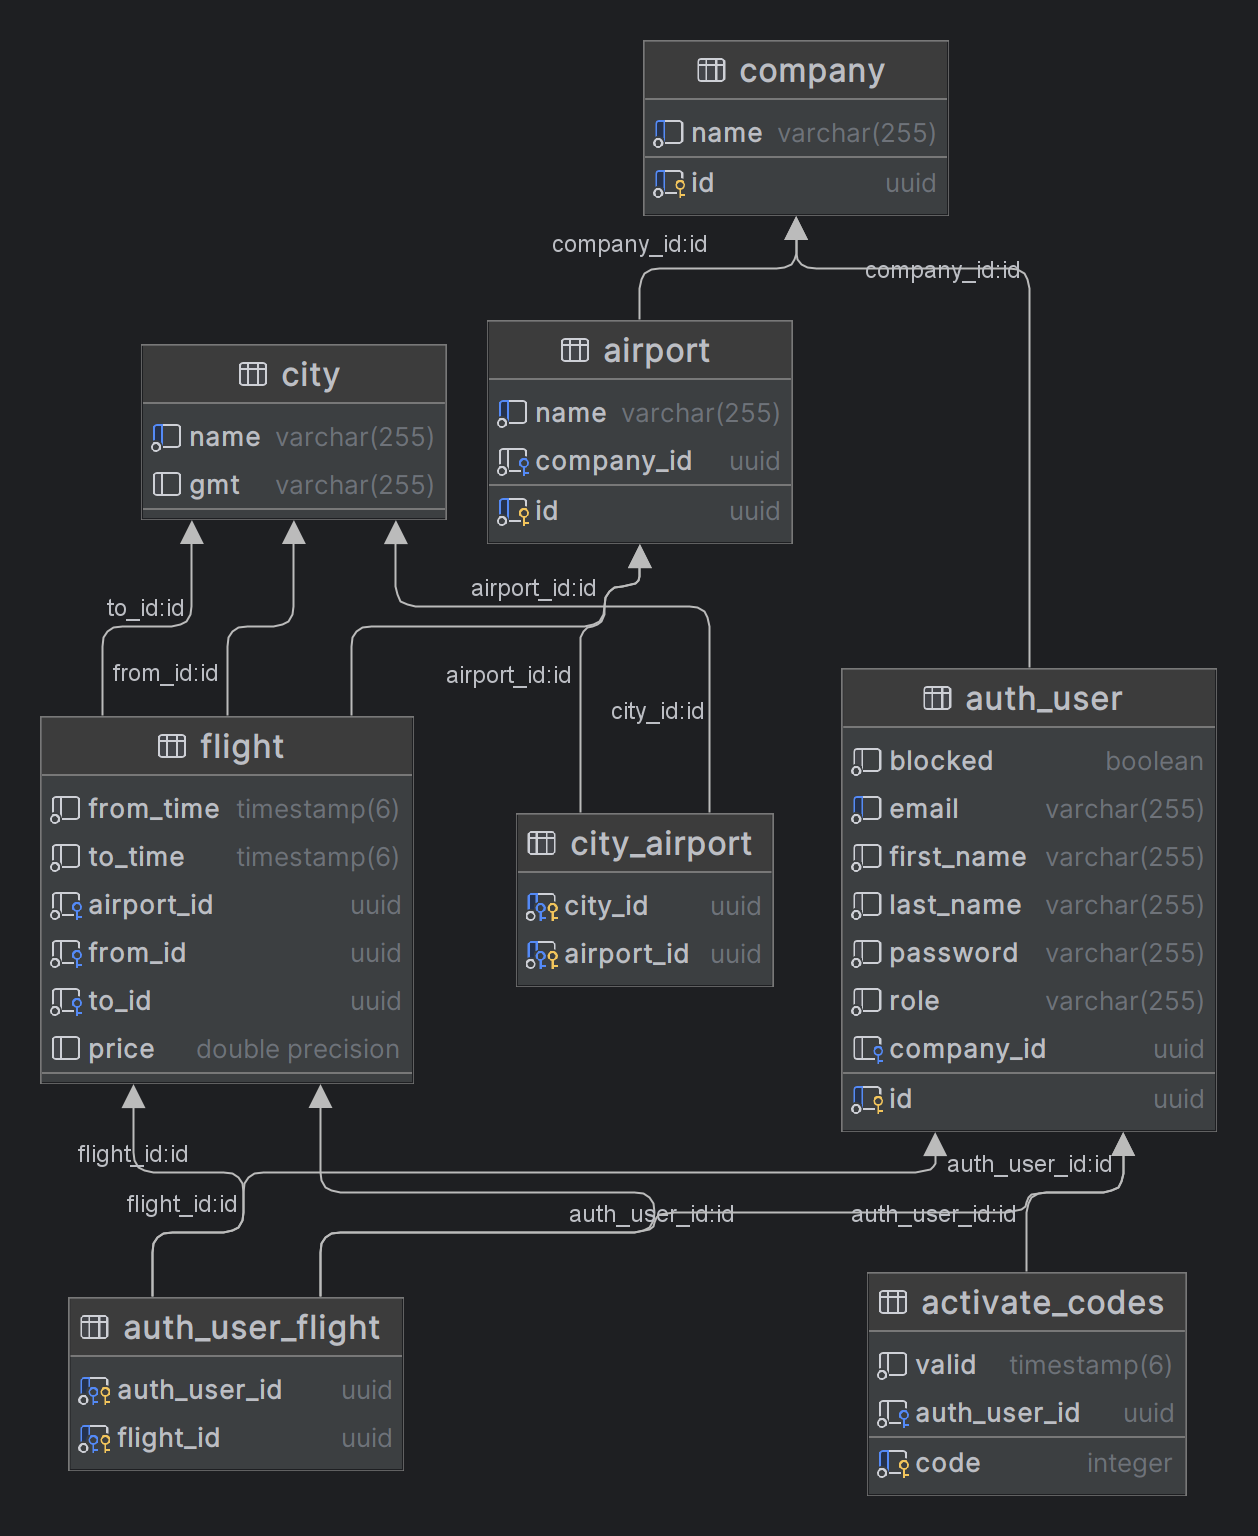 company
name varchar(255)
id uuid
company_id:id
company_id:id
airport
name varchar(255)
company_id uuid
id uuid
city
name varchar(255)
gmt varchar(255)
airport_id:id
to_id:id
from_id:id
airport_id:id
city_id:id
auth_user
blocked boolean
email varchar(255)
first_name varchar(255)
last_name varchar(255)
password varchar(255)
role varchar(255)
company_id uuid
id uuid
flight
from_time timestamp(6)
to_time timestamp(6)
airport_id uuid
from_id uuid
to_id uuid
price double precision
city_airport
city_id uuid
airport_id uuid
flight_id:id
auth_user_id:id
flight_id:id
auth_user_id:id
auth_user_id:id
auth_user_flight
auth_user_id uuid
flight_id uuid
activate_codes
valid timestamp(6)
auth_user_id uuid
code integer